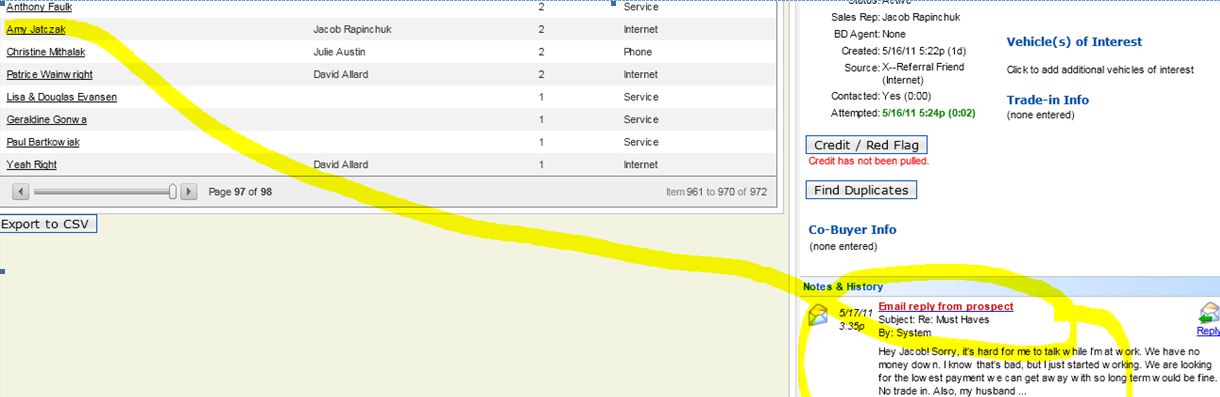 Anthony Faulk 2 Service
Amy Jatczak Jacob Rapinchuk 2 Internet
Christine Mithalak Julie Austin 2 Phone
Patrice Wainwright David Allard 2 Internet
Lisa & Douglas Evansen 1 Service
Geraldine Gonwa 1 Service
Paul Bartkowiak 1 Service
Yeah Right David Allard 1 Internet
Page 97 of 98 Item 961 to 970 of 972
Export to CSV
Status: Active
Sales Rep: Jacob Rapinchuk
BD Agent: None
Created: 5/16/11 5:22p (1d)
Source: X--Referral Friend
(Internet)
Contacted: Yes (0:00)
Attempted: 5/16/11 5:24p (0:02)
Vehicle(s) of Interest
Click to add additional vehicles of interest
Trade-in Info
(none entered)
Credit / Red Flag
Credit has not been pulled.
Find Duplicates
Co-Buyer Info
(none entered)
Notes & History
5/17/11
3:35p
Email reply from prospect
Subject: Re: Must Haves
By: System
Reply
Hey Jacob! Sorry, it's hard for me to talk while I'm at work. We have no
money down. I know that's bad, but I just started working. We are looking
for the lowest payment we can get away with so long term would be fine.
No trade in. Also, my husband ...